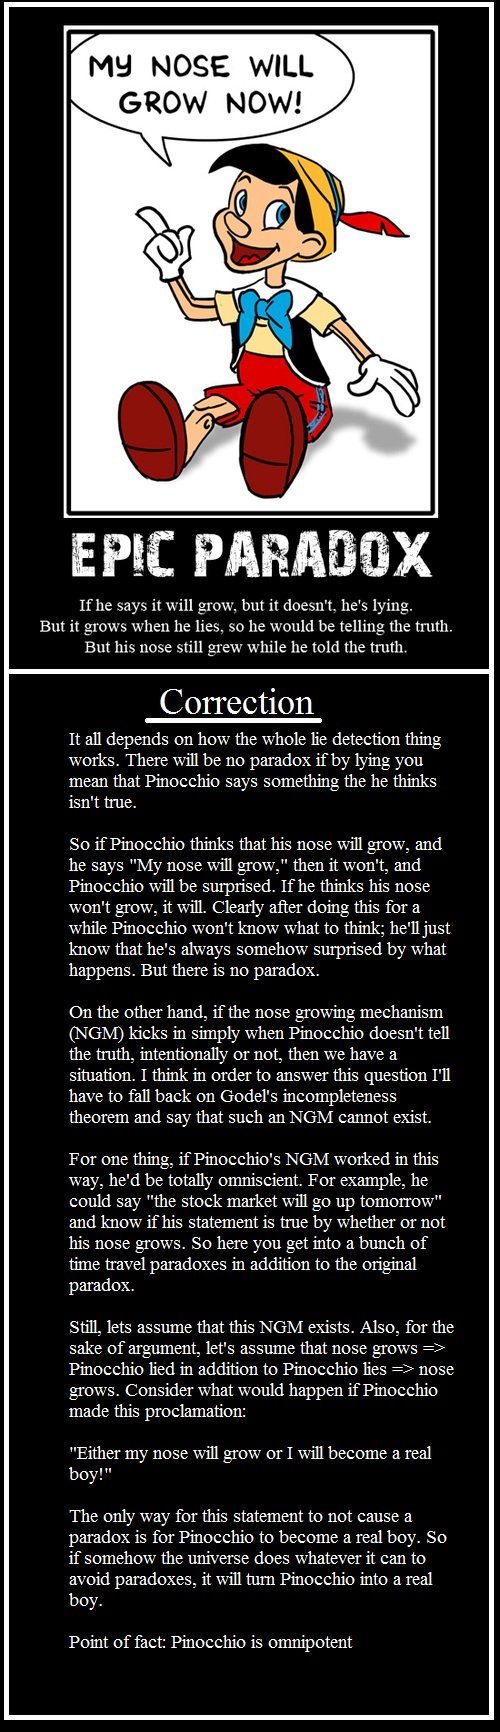 MY NOSE WILL
GROW NOW!
EPIC PARADOX
If he says it will grow, but it doesn't, he's lying.
But it grows when he lies, so he would be telling the truth.
But his nose still grew while he told the truth.
Correction
It all depends on how the whole lie detection thing
works. There will be no paradox if by lying you
mean that Pinocchio says something the he thinks
isn't true.
So if Pinocchio thinks that his nose will grow, and
he says "My nose will grow," then it won't, and
Pinocchio will be surprised. If he thinks his nose
won't grow, it will. Clearly after doing this for a
while Pinocchio won't know what to think; he'll just
know that he's always somehow surprised by what
happens. But there is no paradox.
On the other hand, if the nose growing mechanism
(NGM) kicks in simply when Pinocchio doesn't tell
the truth, intentionally or not, then we have a
situation. I think in order to answer this question I'll
have to fall back on Godel's incompleteness
theorem and say that such an NGM cannot exist.
For one thing, if Pinocchio's NGM worked in this
way, he'd be totally omniscient. For example, he
could say "the stock market will go up tomorrow"
and know if his statement is true by whether or not
his nose grows. So here you get into a bunch of
time travel paradoxes in addition to the original
paradox.
Still, lets assume that this NGM exists. Also, for the
sake of argument, let's assume that nose grows =>
Pinocchio lied in addition to Pinocchio lies => nose
grows. Consider what would happen if Pinocchio
made this proclamation:
"Either my nose will grow or I will become a real
boy!"
The only way for this statement to not cause a
paradox is for Pinocchio to become a real boy. So
if somehow the universe does whatever it can to
avoid paradoxes, it will turn Pinocchio into a real
boy.
Point of fact: Pinocchio is omnipotent